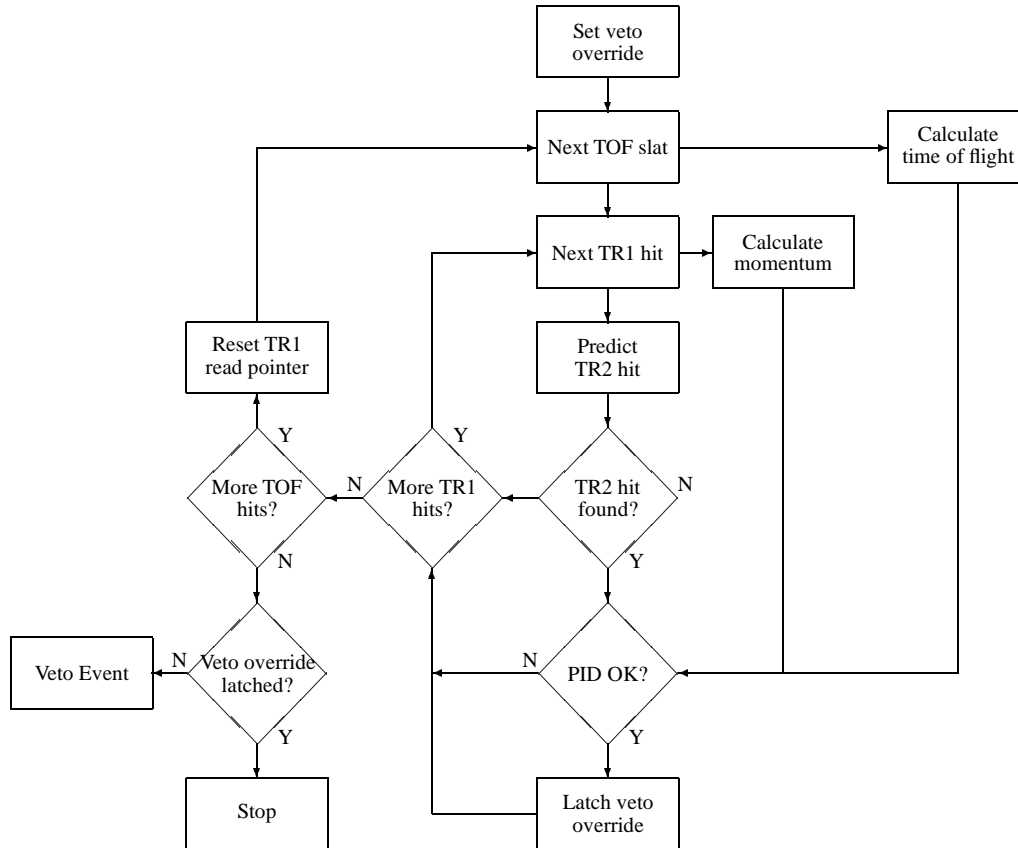 Set veto
override
Next TOF slat
Calculate
time of flight
Next TR1 hit
Calculate
momentum
Reset TR1
read pointer
Predict
TR2 hit
Y
Y
More TOF
hits?
N
More TR1
hits?
TR2 hit
found?
N
N
Y
Veto Event
N
Veto override
latched?
N
PID OK?
Y
Y
Stop
Latch veto
override